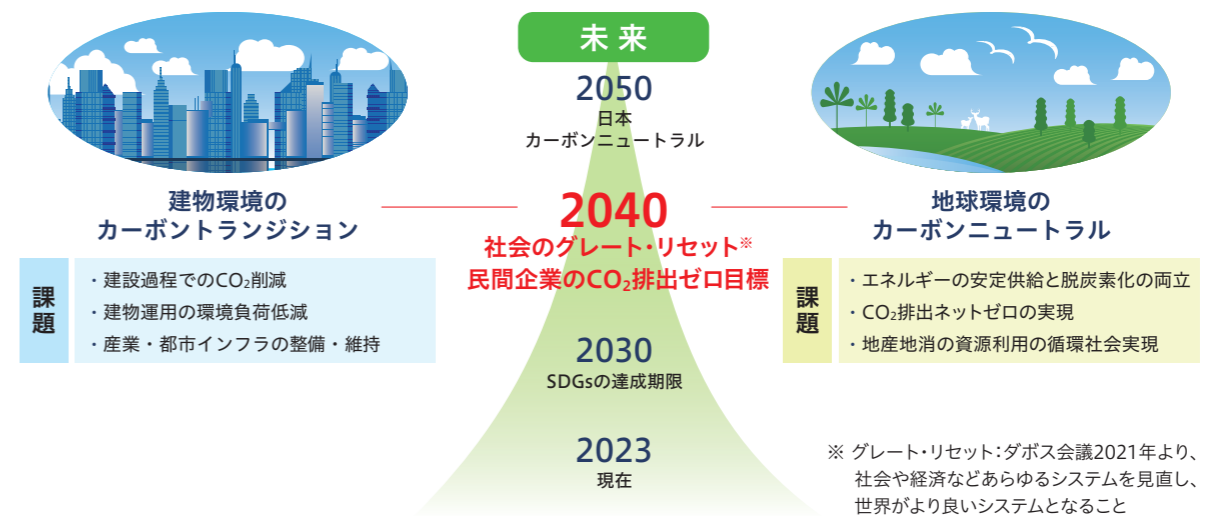 未来
2050
日本
カーボンニュートラル
建物環境の
カーボントランジション
2040
社会のグレート・リセット※
民間企業のCO₂排出ゼロ目標
地球環境の
カーボンニュートラル
課題
・建設過程でのCO₂削減
・建物運用の環境負荷低減
・産業・都市インフラの整備・維持
課題
・エネルギーの安定供給と脱炭素化の両立
・CO₂排出ネットゼロの実現
・地産地消の資源利用の循環社会実現
2030
SDGsの達成期限
2023
現在
※ グレート・リセット：ダボス会議2021年より、
社会や経済などあらゆるシステムを見直し、
世界がより良いシステムとなること